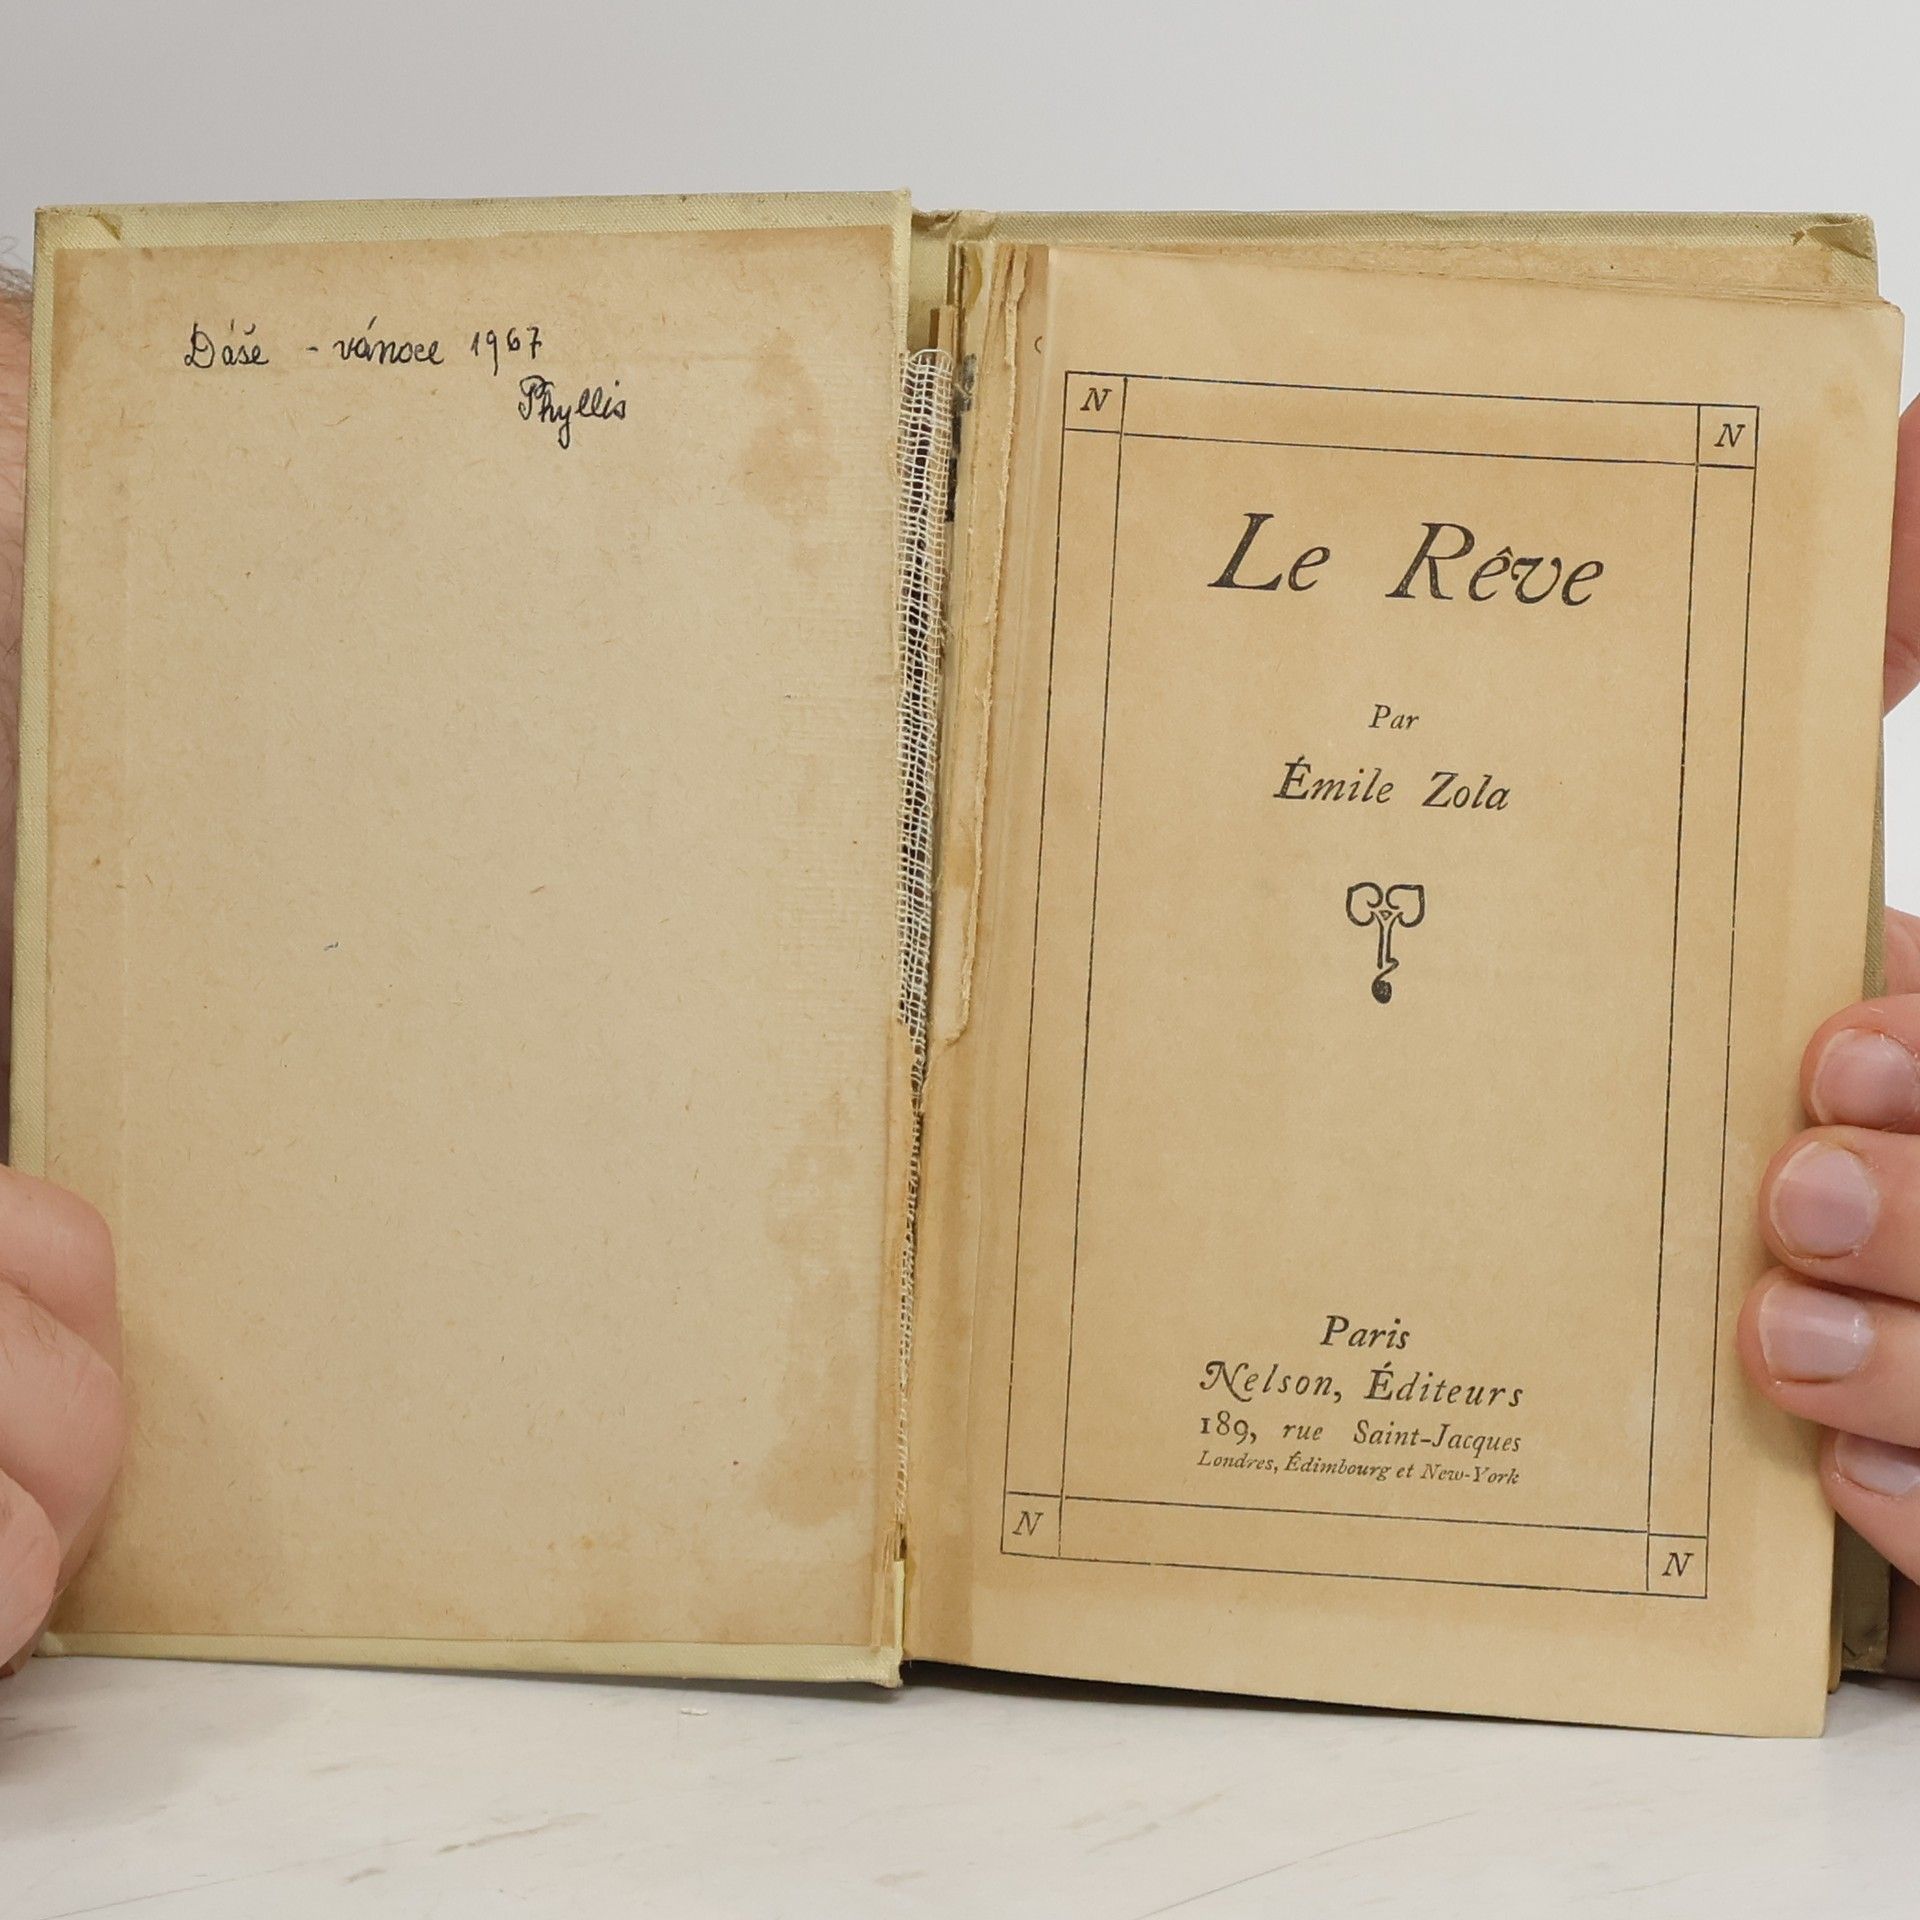 Dáše - vánoce 1967
Phyllis
N
N
Le Rêve
Par
Émile Zola
Paris
Nelson, Éditeurs
189, rue Saint-Jacques
Londres, Édimbourg et New-York
N
N